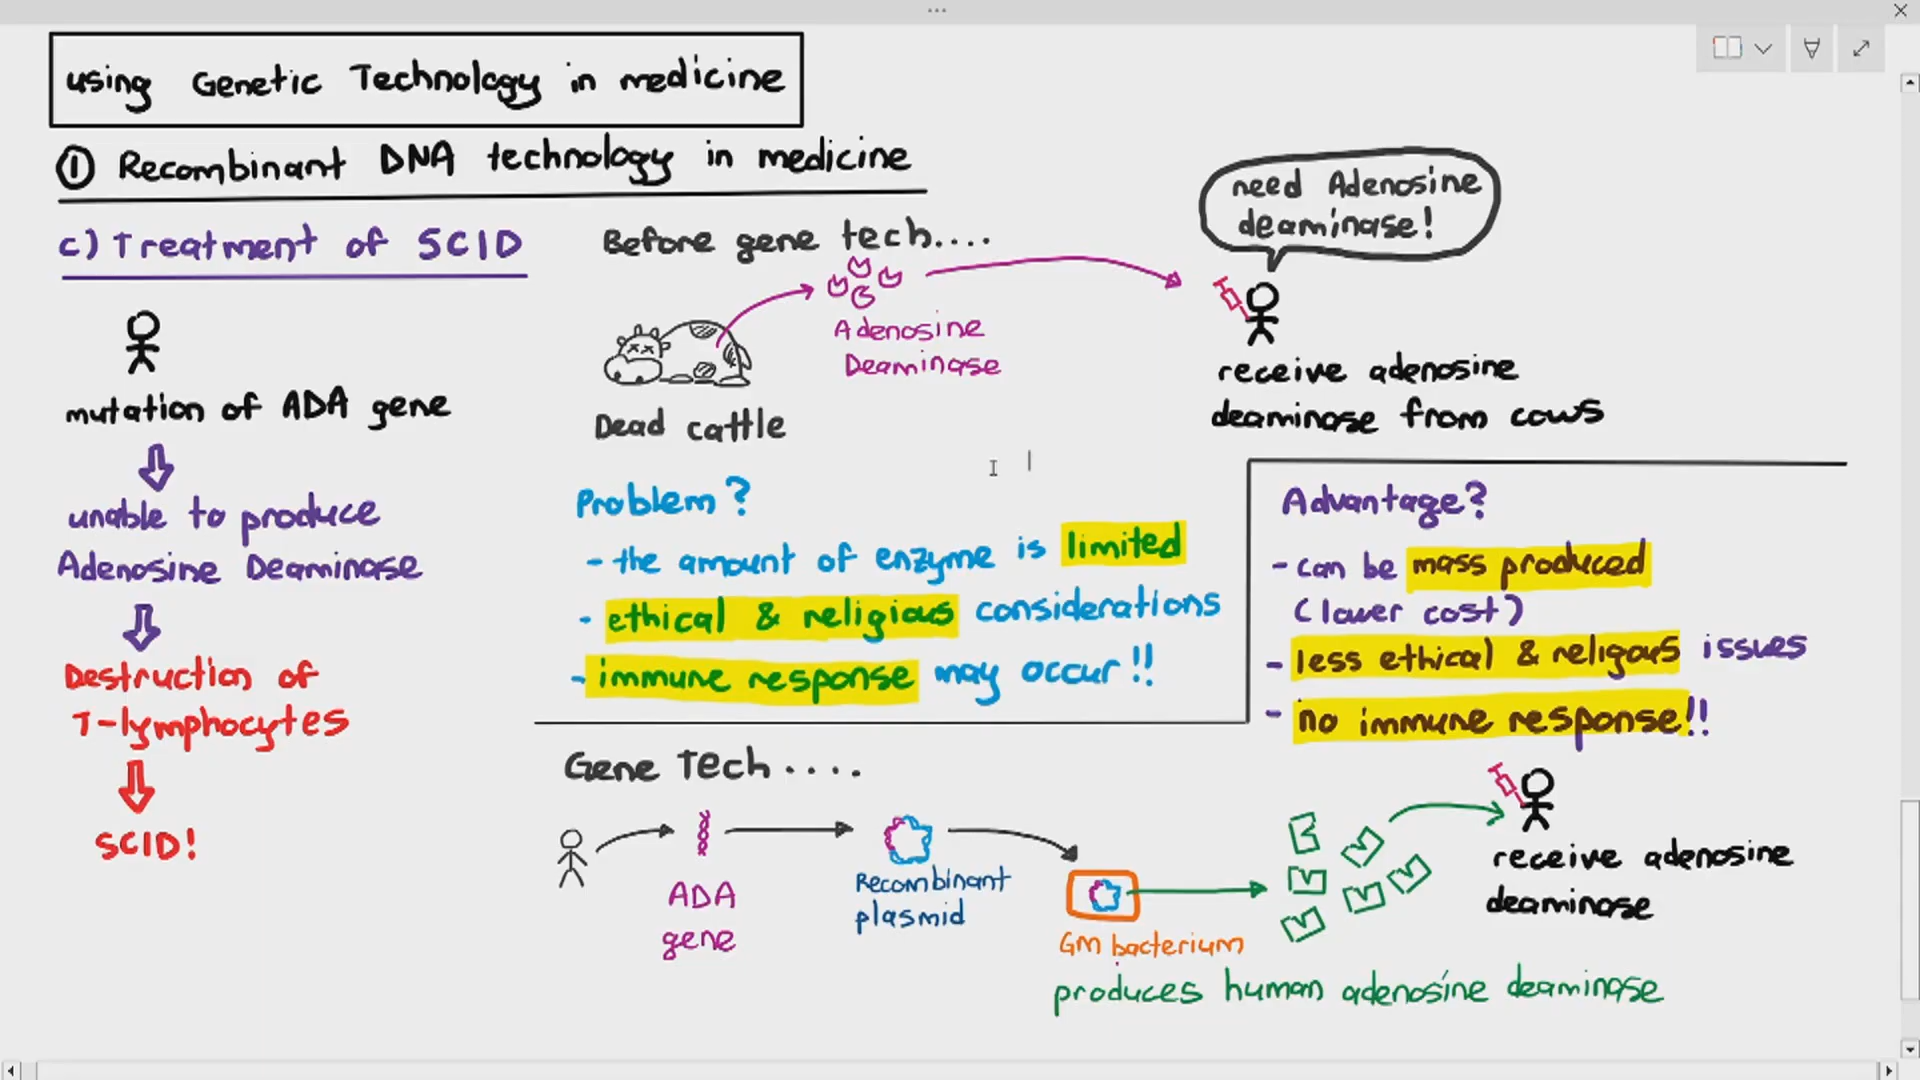 using Genetic Technology in medicine
① Recombinant DNA technology in medicine
c) Treatment of SCID
mutation of ADA gene
unable to produce
Adenosine Deaminase
Destruction of
T-lymphocytes
SCID!
Before gene tech....
Adenosine
Deaminase
Dead cattle
need Adenosine
deaminase!
receive adenosine
deaminase from cows
Problem?
- the amount of enzyme is limited
- ethical & religious considerations
- immune response may occur!!
Advantage?
- can be mass produced
(lower cost)
- less ethical & religous issues
- no immune response!!
Gene Tech....
ADA
gene
Recombinant
plasmid
GM bacterium
produces human adenosine deaminase
receive adenosine
deaminase